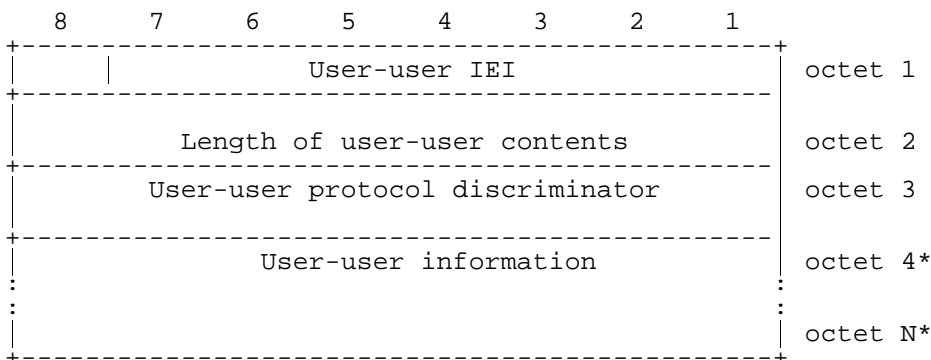 8 7 6 5 4 3 2 1
User-user IEI octet 1
Length of user-user contents octet 2
User-user protocol discriminator octet 3
User-user information octet 4*
: :
: :
octet N*